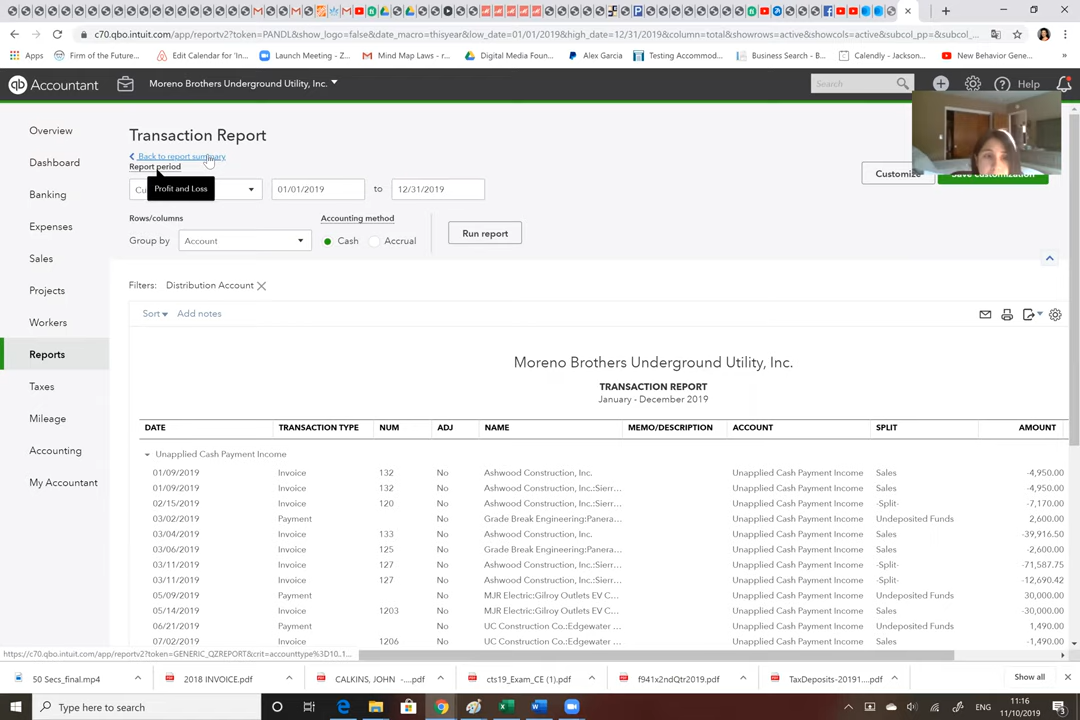 c70.qbo.intuit.com/app/reportv2?token=PANDL&show_logo=false&date_macro=thisyear&low_date=01/01/2019&high_date=12/31/2019&column=total&showrows=active&showcols=active&subcol_pp=&subcol_...
Apps Firm of the Future... Edit Calendar for 'Int... Launch Meeting - Z... Mind Map Laws - r... Digital Media Foun... Alex Garcia Testing Accommod... Business Search - B... Calendly - Jackson... New Behavior Gene...
qb Accountant Moreno Brothers Underground Utility, Inc. Search Help
Overview
Dashboard
Banking
Expenses
Sales
Projects
Workers
Reports
Taxes
Mileage
Accounting
My Accountant
Transaction Report
Back to report summary
Report period
Profit and Loss
01/01/2019 to 12/31/2019
Customize
Rows/columns Accounting method
Group by Account Cash Accrual Run report
Filters: Distribution Account
Sort Add notes
Moreno Brothers Underground Utility, Inc.
TRANSACTION REPORT
January - December 2019
DATE TRANSACTION TYPE NUM ADJ NAME MEMO/DESCRIPTION ACCOUNT SPLIT AMOUNT
Unapplied Cash Payment Income
01/09/2019 Invoice 132 No Ashwood Construction, Inc. Unapplied Cash Payment Income Sales -4,950.00
01/09/2019 Invoice 132 No Ashwood Construction, Inc.:Sierr... Unapplied Cash Payment Income Sales -4,950.00
02/15/2019 Invoice 120 No Ashwood Construction, Inc.:Sierr... Unapplied Cash Payment Income -Split- -7,170.00
03/02/2019 Payment No Grade Break Engineering:Panera... Unapplied Cash Payment Income Undeposited Funds 2,600.00
03/04/2019 Invoice 133 No Ashwood Construction, Inc.:Sierr... Unapplied Cash Payment Income Sales -39,916.50
03/06/2019 Invoice 125 No Grade Break Engineering:Panera... Unapplied Cash Payment Income Sales -2,600.00
03/11/2019 Invoice 127 No Ashwood Construction, Inc.:Sierr... Unapplied Cash Payment Income -Split- -71,587.75
03/11/2019 Invoice 127 No Ashwood Construction, Inc.:Sierr... Unapplied Cash Payment Income -Split- -12,690.42
05/09/2019 Payment No MJR Electric:Gilroy Outlets EV C... Unapplied Cash Payment Income Undeposited Funds 30,000.00
05/14/2019 Invoice 1203 No MJR Electric:Gilroy Outlets EV C... Unapplied Cash Payment Income Sales -30,000.00
06/21/2019 Payment No UC Construction Co.:Edgewater ... Unapplied Cash Payment Income Undeposited Funds 1,490.00
07/02/2019 Invoice 1206 No UC Construction Co.:Edgewater ... Unapplied Cash Payment Income Sales -1,490.00
https://c70.qbo.intuit.com/app/reportv2?token=GENERIC_QZREPORT&crit=accounttype%3D10...
50 Secs_final.mp4 2018 INVOICE.pdf CALKINS, JOHN -....pdf cts19_Exam_CE (1).pdf f941x2ndQtr2019.pdf TaxDeposits-20191....pdf Show all
Type here to search ENG 11:16
11/10/2019 3